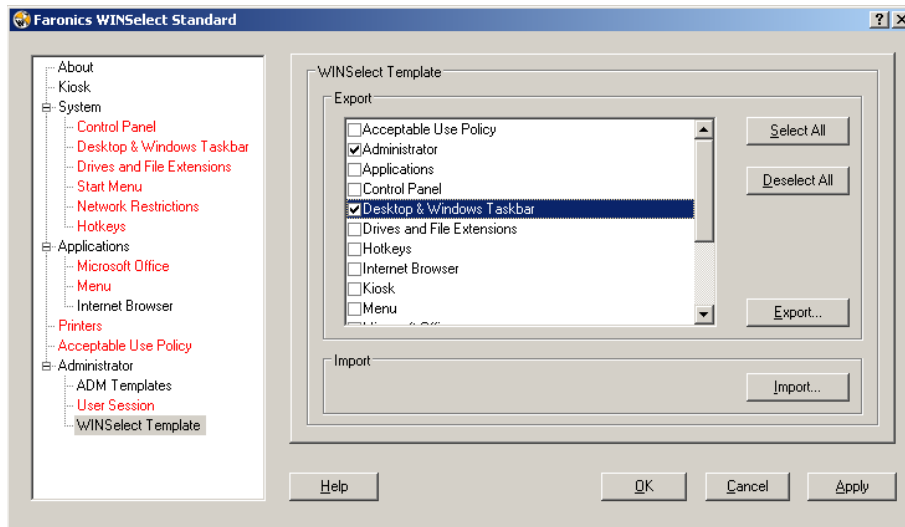 Faronics WINSelect Standard
About
Kiosk
System
Control Panel
Desktop & Windows Taskbar
Drives and File Extensions
Start Menu
Network Restrictions
Hotkeys
Applications
Microsoft Office
Menu
Internet Browser
Printers
Acceptable Use Policy
Administrator
ADM Templates
User Session
WINSelect Template
WINSelect Template
Export
Acceptable Use Policy
Administrator
Applications
Control Panel
Desktop & Windows Taskbar
Drives and File Extensions
Hotkeys
Internet Browser
Kiosk
Menu
Select All
Deselect All
Export...
Import
Import...
Help
OK
Cancel
Apply